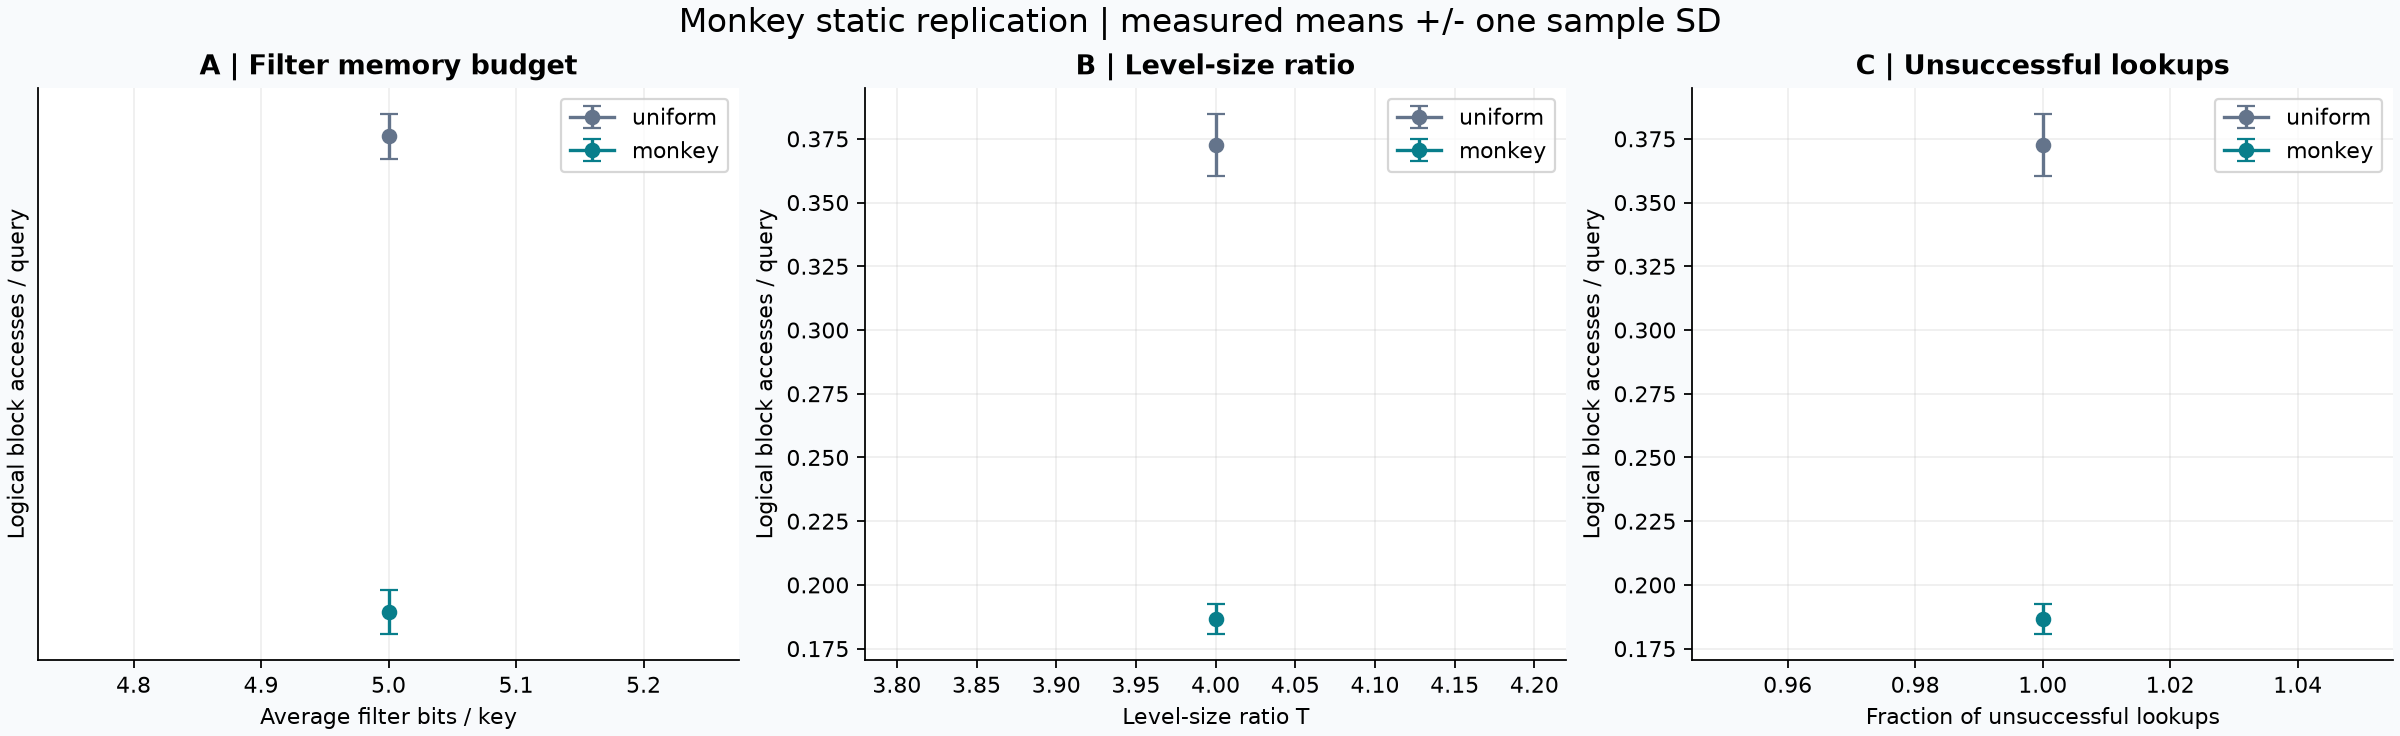 Monkey static replication | measured means +/- one sample SD
A | Filter memory budget
uniform
monkey
Logical block accesses / query
4.8 4.9 5.0 5.1 5.2
Average filter bits / key
B | Level-size ratio
uniform
monkey
Logical block accesses / query
0.375
0.350
0.325
0.300
0.275
0.250
0.225
0.200
0.175
3.80 3.85 3.90 3.95 4.00 4.05 4.10 4.15 4.20
Level-size ratio T
C | Unsuccessful lookups
uniform
monkey
Logical block accesses / query
0.375
0.350
0.325
0.300
0.275
0.250
0.225
0.200
0.175
0.96 0.98 1.00 1.02 1.04
Fraction of unsuccessful lookups